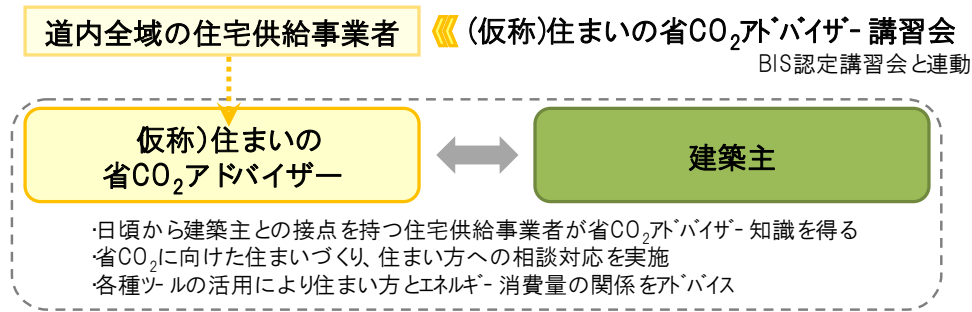 道内全域の住宅供給事業者
(仮称)住まいの省CO₂ｱﾄﾞﾊﾞｲｻﾞｰ講習会
BIS認定講習会と連動
(仮称)住まいの
省CO₂アドバイザー
建築主
・日頃から建築主との接点を持つ住宅供給事業者が省CO₂ｱﾄﾞﾊﾞｲｻﾞｰ知識を得る
・省CO₂に向けた住まいづくり、住まい方への相談対応を実施
・各種ﾂｰﾙの活用により住まい方とｴﾈﾙｷﾞｰ消費量の関係をｱﾄﾞﾊﾞｲｽ